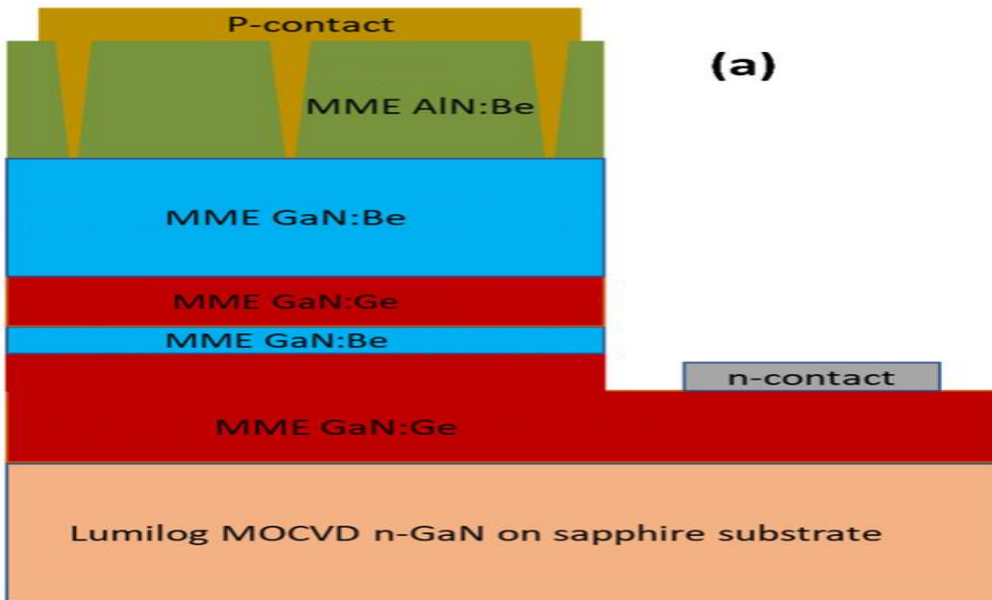 P-contact
(a)
MME AlN:Be
MME GaN:Be
MME GaN:Ge
MME GaN:Be
n-contact
MME GaN:Ge
Lumilog MOCVD n-GaN on sapphire substrate